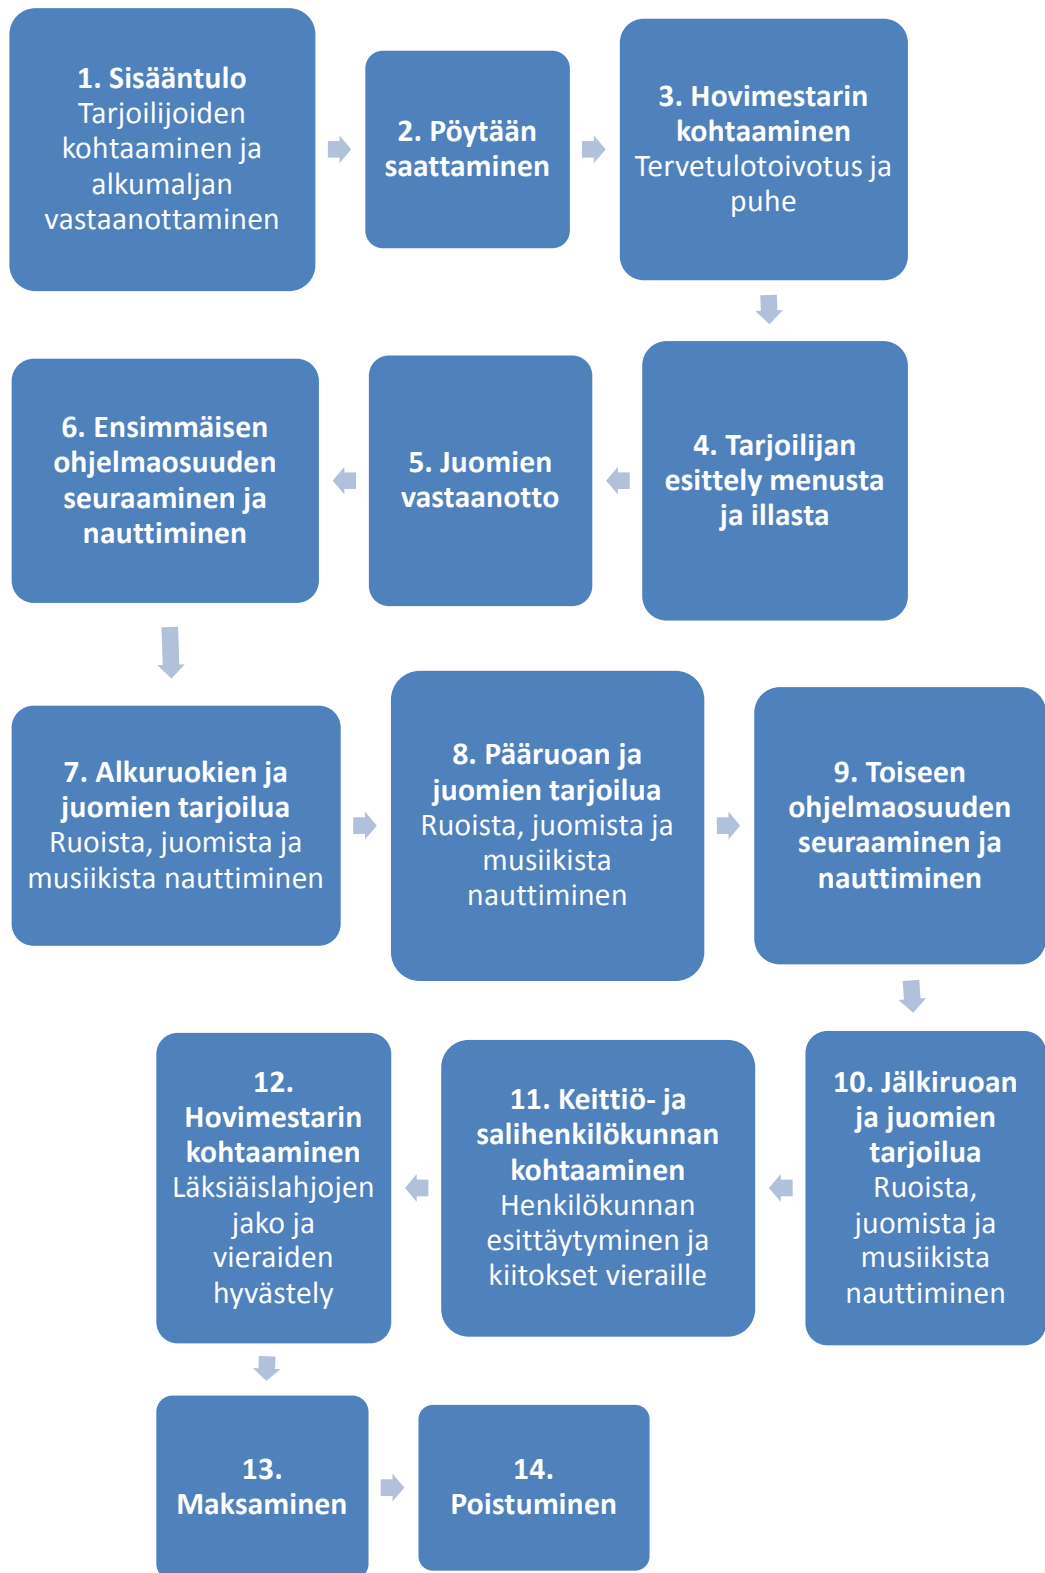 1. Sisääntulo
Tarjoilijoiden
kohtaaminen ja
alkumaljan
vastaanottaminen
2. Pöytään
saattaminen
3. Hovimestarin
kohtaaminen
Tervetulotoivotus ja
puhe
4. Tarjoilijan
esittely menusta
ja illasta
5. Juomien
vastaanotto
6. Ensimmäisen
ohjelmaosuuden
seuraaminen ja
nauttiminen
7. Alkuruokien ja
juomien tarjoilua
Ruoista, juomista ja
musiikista nauttiminen
8. Pääruoan ja
juomien tarjoilua
Ruoista, juomista ja
musiikista
nauttiminen
9. Toiseen
ohjelmaosuuden
seuraaminen ja
nauttiminen
10. Jälkiruoan
ja juomien
tarjoilua
Ruoista,
juomista ja
musiikista
nauttiminen
11. Keittiö- ja
salihenkilökunnan
kohtaaminen
Henkilökunnan
esittäytyminen ja
kiitokset vieraille
12.
Hovimestarin
kohtaaminen
Läksiäislahjojen
jako ja
vieraiden
hyvästely
13.
Maksaminen
14.
Poistuminen